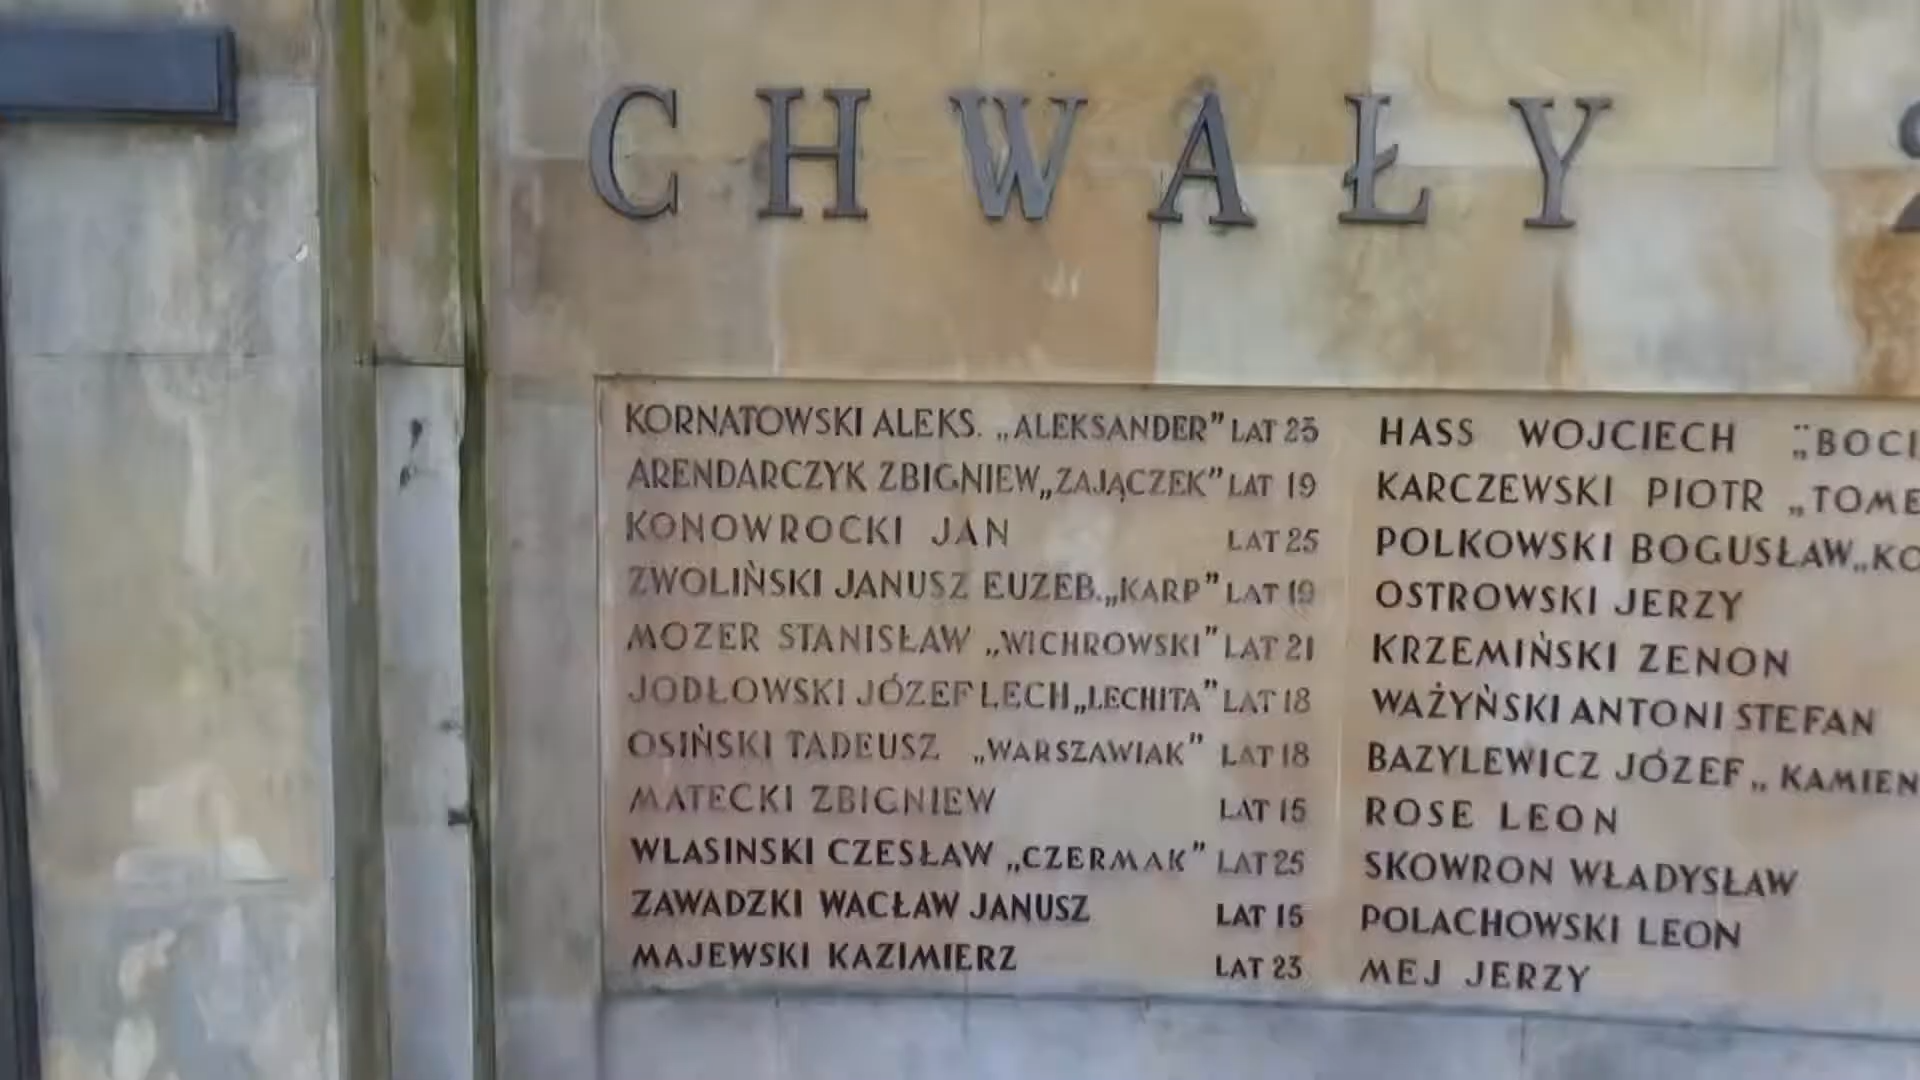 CHWAŁY
KORNATOWSKI ALEKS. „ALEKSANDER” LAT 23
ARENDARCZYK ZBIGNIEW „ZAJĄCZEK” LAT 19
KONOWROCKI JAN LAT 25
ZWOLIŃSKI JANUSZ EUZEB. „KARP” LAT 19
MOZER STANISŁAW „WICHROWSKI” LAT 21
JODŁOWSKI JÓZEF LECH „LECHITA” LAT 18
OSIŃSKI TADEUSZ „WARSZAWIAK” LAT 18
MATECKI ZBIGNIEW LAT 15
WLASINSKI CZESŁAW „CZERMAK” LAT 25
ZAWADZKI WACŁAW JANUSZ LAT 15
MAJEWSKI KAZIMIERZ LAT 23
HASS WOJCIECH „BOCI
KARCZEWSKI PIOTR „TOME
POLKOWSKI BOGUSŁAW „KO
OSTROWSKI JERZY
KRZEMIŃSKI ZENON
WAŻYŃSKI ANTONI STEFAN
BAZYLEWICZ JÓZEF „KAMIEN
ROSE LEON
SKOWRON WŁADYSŁAW
POLACHOWSKI LEON
MEJ JERZY